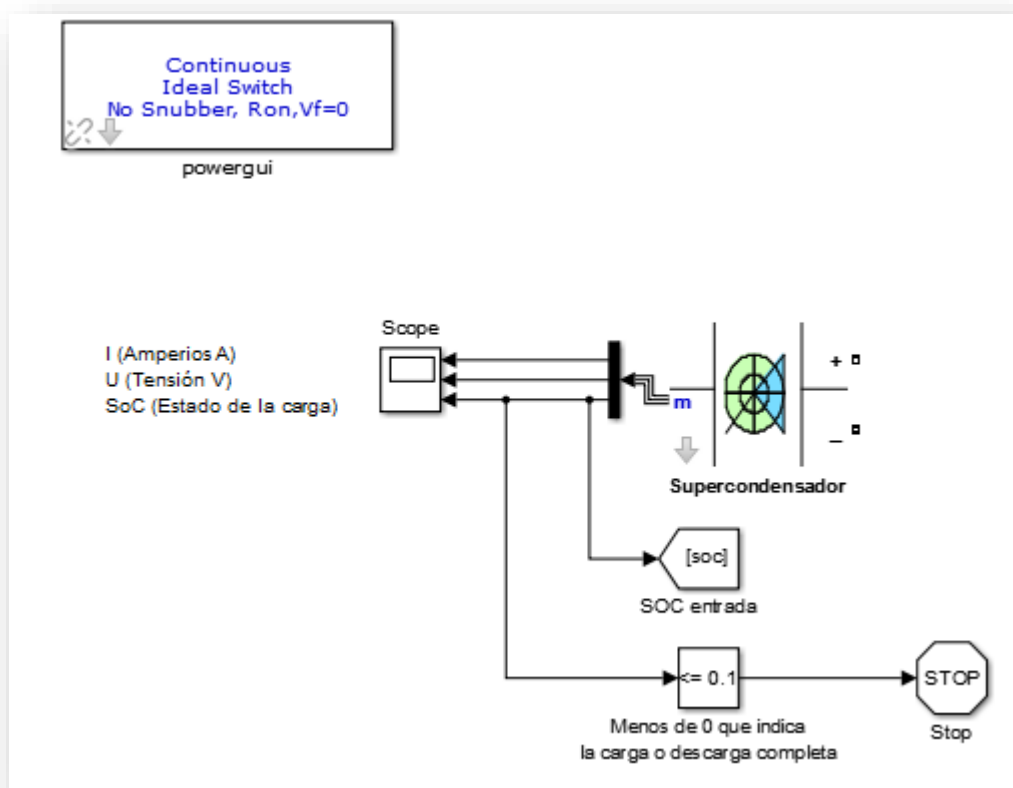 Continuous
Ideal Switch
No Snubber, Ron,Vf=0
powergui
Scope
I (Amperios A)
U (Tensión V)
SoC (Estado de la carga)
m
+
–
Supercondensador
[soc]
SOC entrada
<= 0.1
STOP
Menos de 0 que indica
la carga o descarga completa
Stop